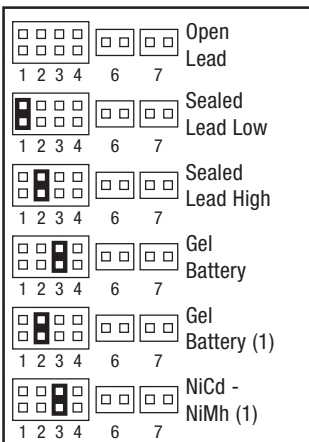 Open
Lead
1 2 3 4 6 7
Sealed
Lead Low
1 2 3 4 6 7
Sealed
Lead High
1 2 3 4 6 7
Gel
Battery
1 2 3 4 6 7
Gel
Battery (1)
1 2 3 4 6 7
NiCd -
NiMh (1)
1 2 3 4 6 7